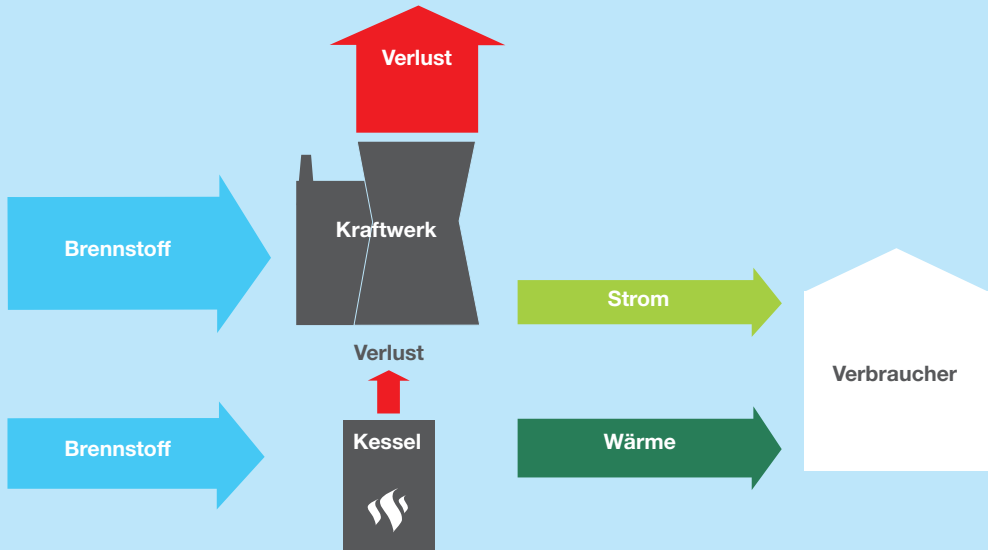 Verlust
Kraftwerk
Brennstoff
Strom
Verlust
Verbraucher
Brennstoff
Kessel
Wärme